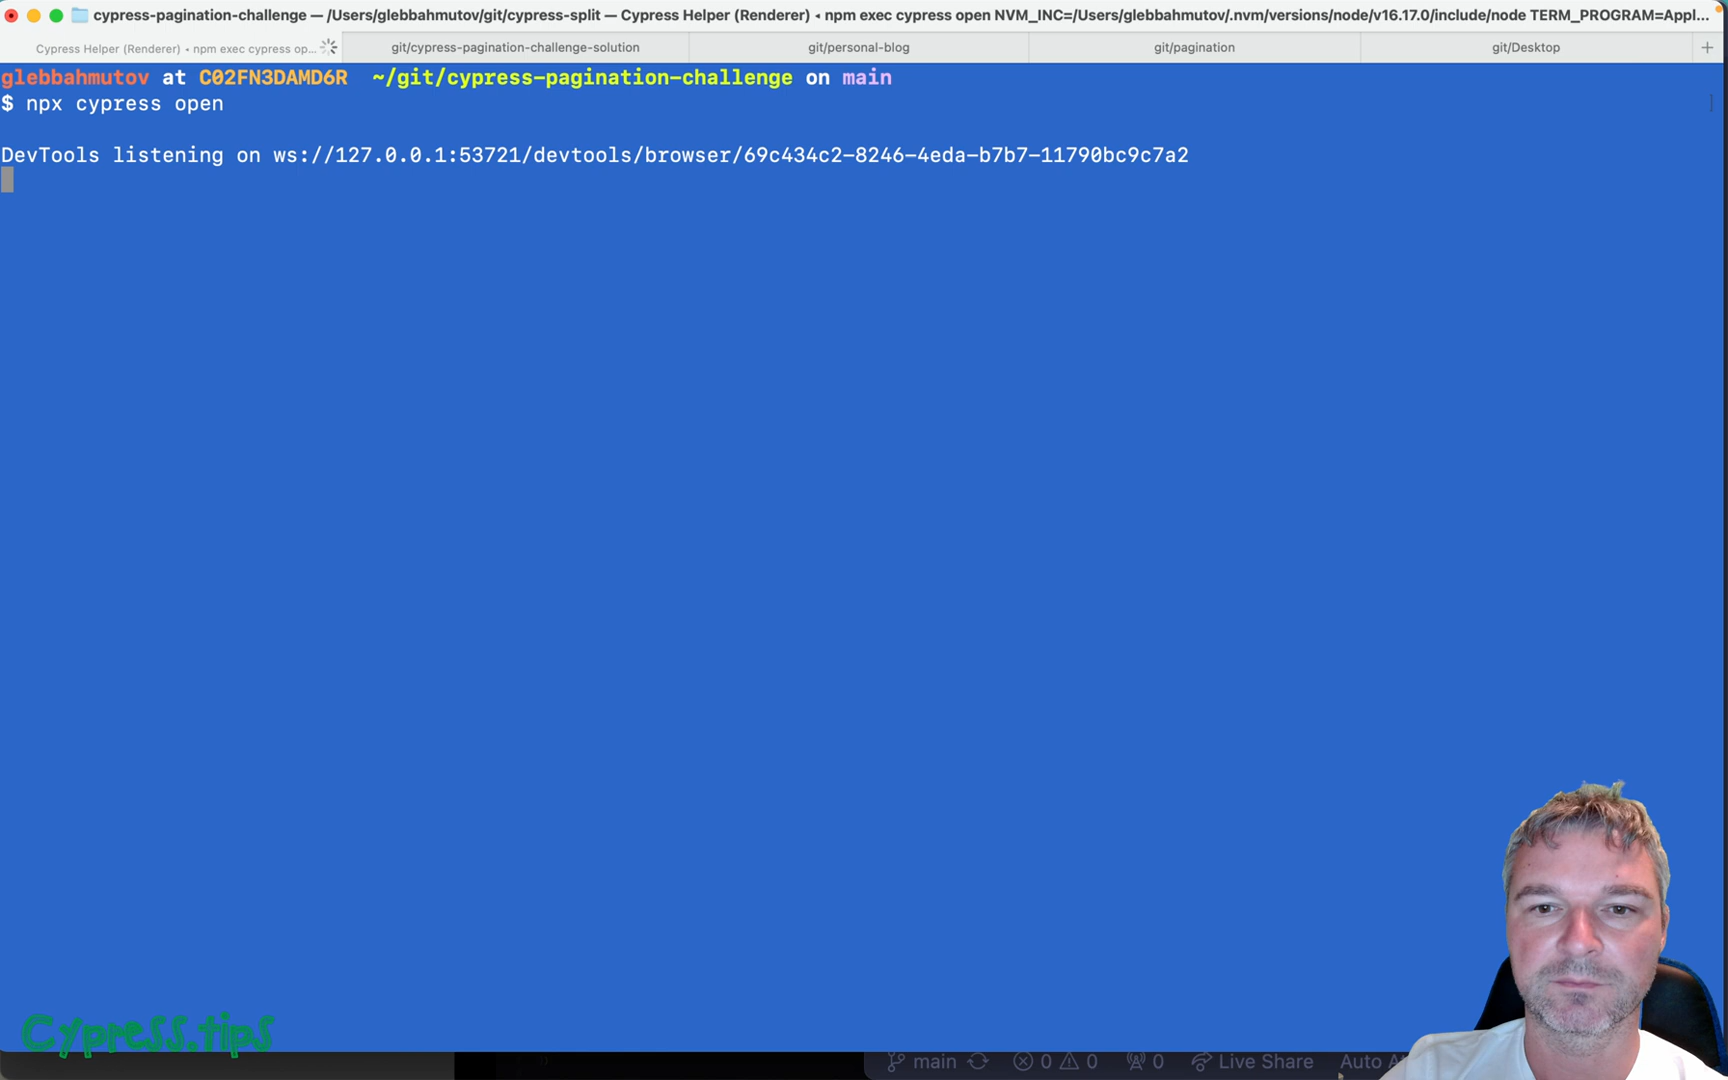 cypress-pagination-challenge — /Users/glebbahmutov/git/cypress-split — Cypress Helper (Renderer) ◂ npm exec cypress open NVM_INC=/Users/glebbahmutov/.nvm/versions/node/v16.17.0/include/node TERM_PROGRAM=Appl...
Cypress Helper (Renderer) ◂ npm exec cypress op...
git/cypress-pagination-challenge-solution
git/personal-blog
git/pagination
git/Desktop
glebbahmutov at C02FN3DAMD6R ~/git/cypress-pagination-challenge on main
$ npx cypress open
DevTools listening on ws://127.0.0.1:53721/devtools/browser/69c434c2-8246-4eda-b7b7-11790bc9c7a2
Cypress.tips
main 0 0 0 Live Share Auto